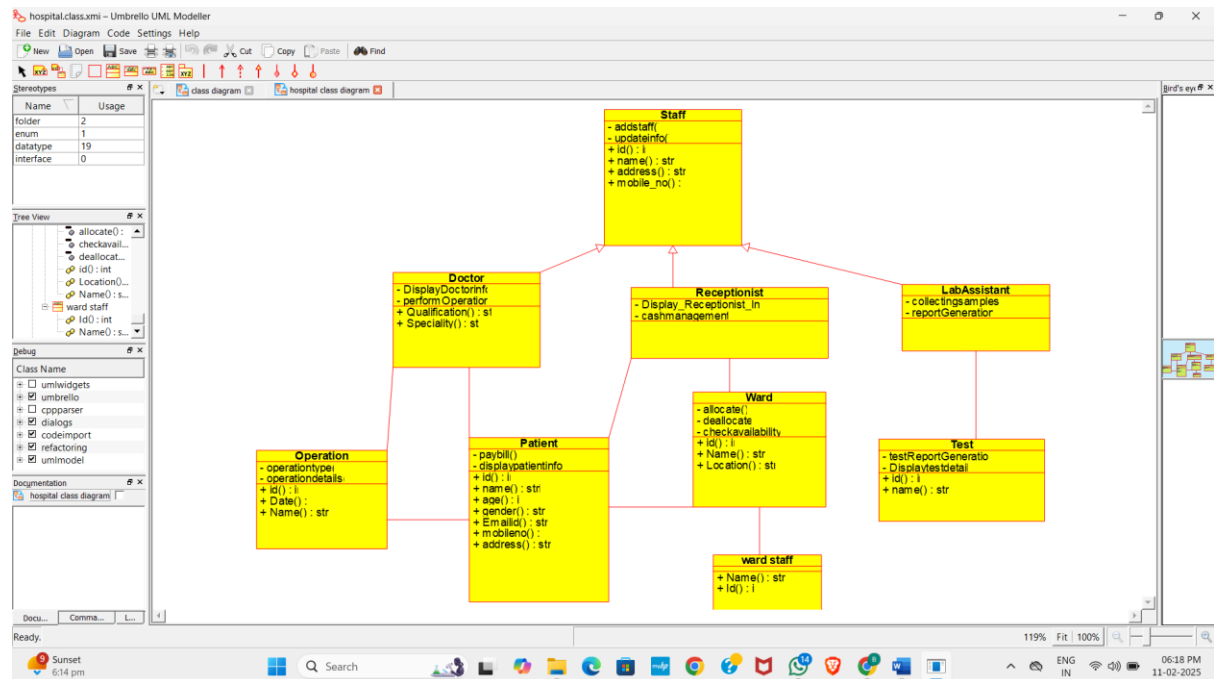 hospital.class.xmi – Umbrello UML Modeller
File Edit Diagram Code Settings Help
New Open Save Cut Copy Paste Find
Stereotypes
class diagram
hospital class diagram
Bird's eye
Name Usage
folder 2
enum 1
datatype 19
interface 0
Tree View
allocate() :
checkavail...
deallocat...
id() : int
Location()...
Name() : s...
ward staff
Id() : int
Name() : s...
Debug
Class Name
umlwidgets
umbrello
cppparser
dialogs
codeimport
refactoring
umlmodel
Documentation
hospital class diagram
Docu... Comma... L...
Staff
- addstaff(
- updateinfo(
+ id() : i
+ name() : str
+ address() : str
+ mobile_no() :
Doctor
- DisplayDoctorinfo
- performOperation
+ Qualification() : st
+ Speciality() : st
Receptionist
- Display_Receptionist_In
- cashmanagement
LabAssistant
- collectingsamples
- reportGeneration
Operation
- operationtype(
- operationdetails
+ id() : i
+ Date() :
+ Name() : str
Patient
- paybill()
- displaypatientinfo
+ id() : i
+ name() : str
+ age() : i
+ gender() : str
+ Emailid() : str
+ mobileno() :
+ address() : str
Ward
- allocate()
- deallocate
- checkavailability
+ id() : i
+ Name() : str
+ Location() : str
Test
- testReportGeneratio
- Displaytestdetail
+ id() : i
+ name() : str
ward staff
+ Name() : str
+ Id() : i
Ready.
119% Fit 100%
9
Sunset
6:14 pm
Search
14
ENG
IN
06:18 PM
11-02-2025